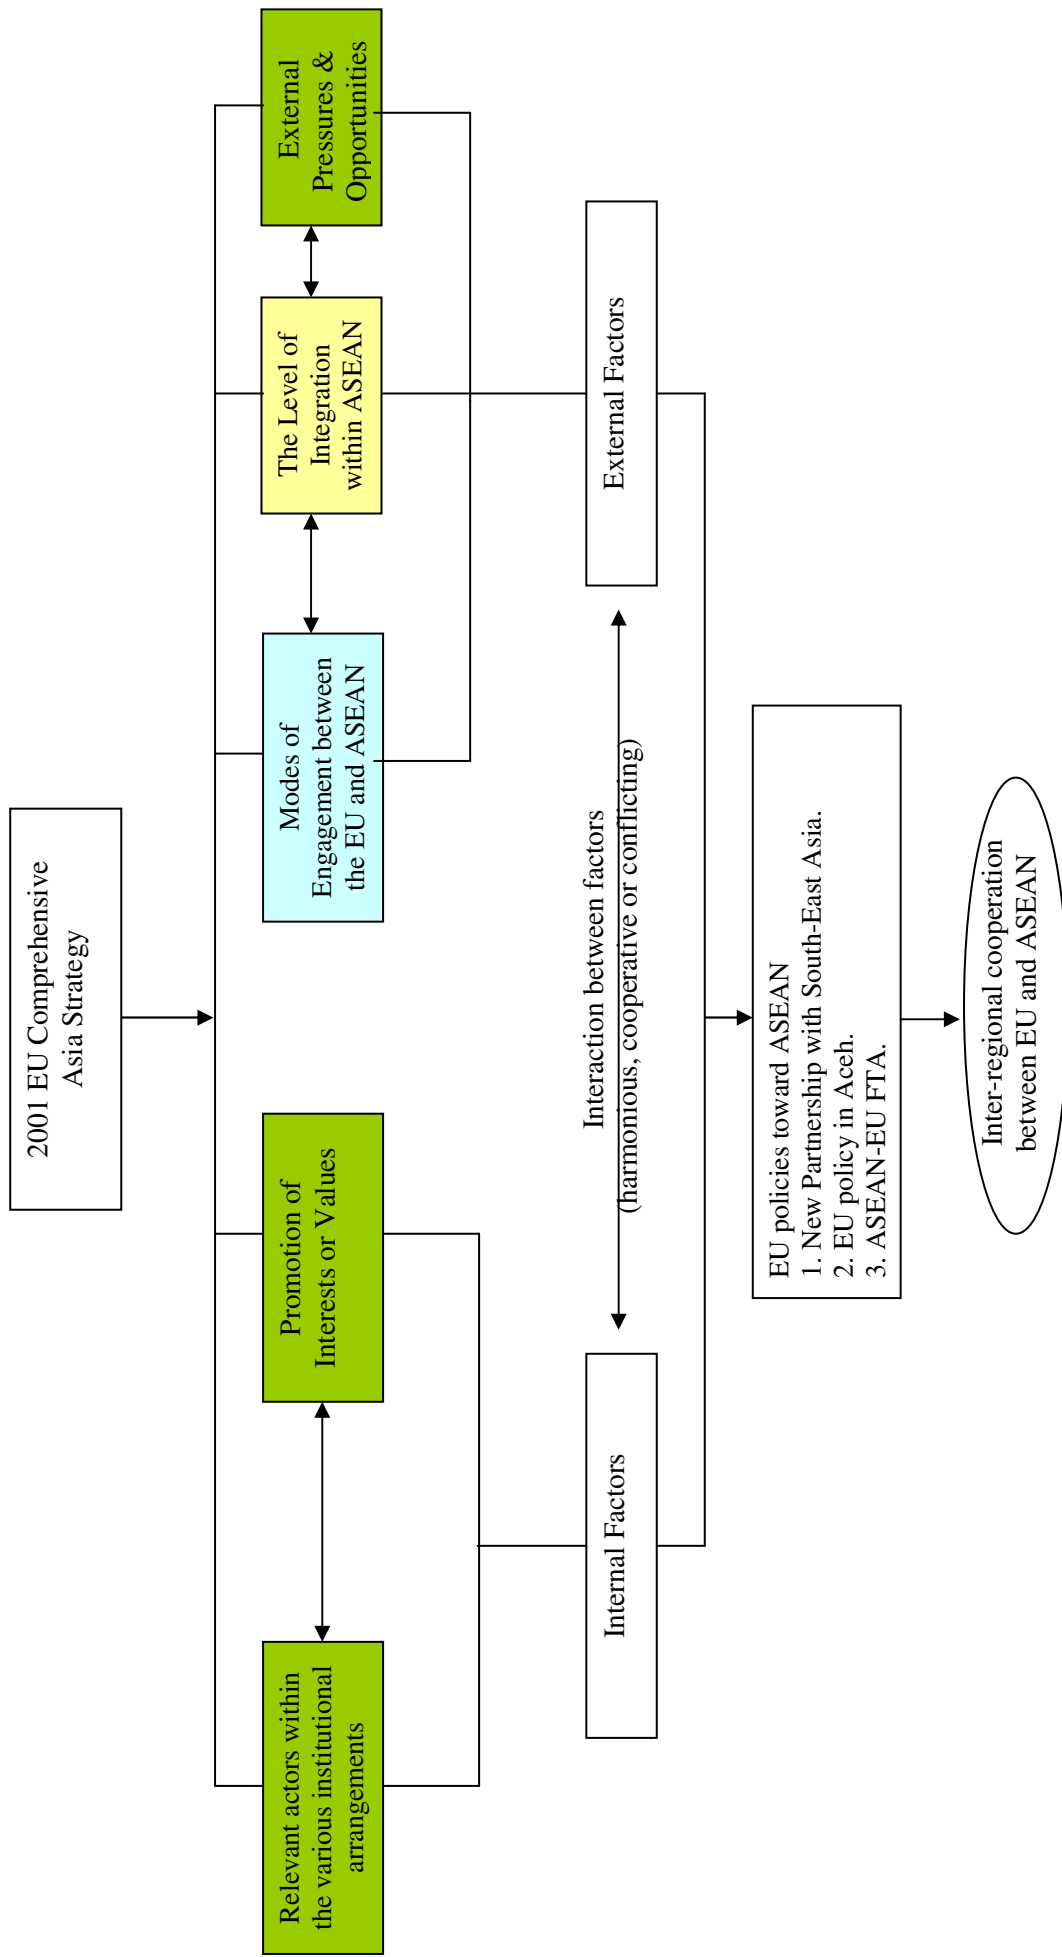 2001 EU Comprehensive
Asia Strategy
Relevant actors within
the various institutional
arrangements
Promotion of
Interests or Values
Modes of
Engagement between
the EU and ASEAN
The Level of
Integration
within ASEAN
External
Pressures &
Opportunities
Internal Factors
Interaction between factors
(harmonious, cooperative or conflicting)
External Factors
EU policies toward ASEAN
1. New Partnership with South-East Asia.
2. EU policy in Aceh.
3. ASEAN-EU FTA.
Inter-regional cooperation
between EU and ASEAN